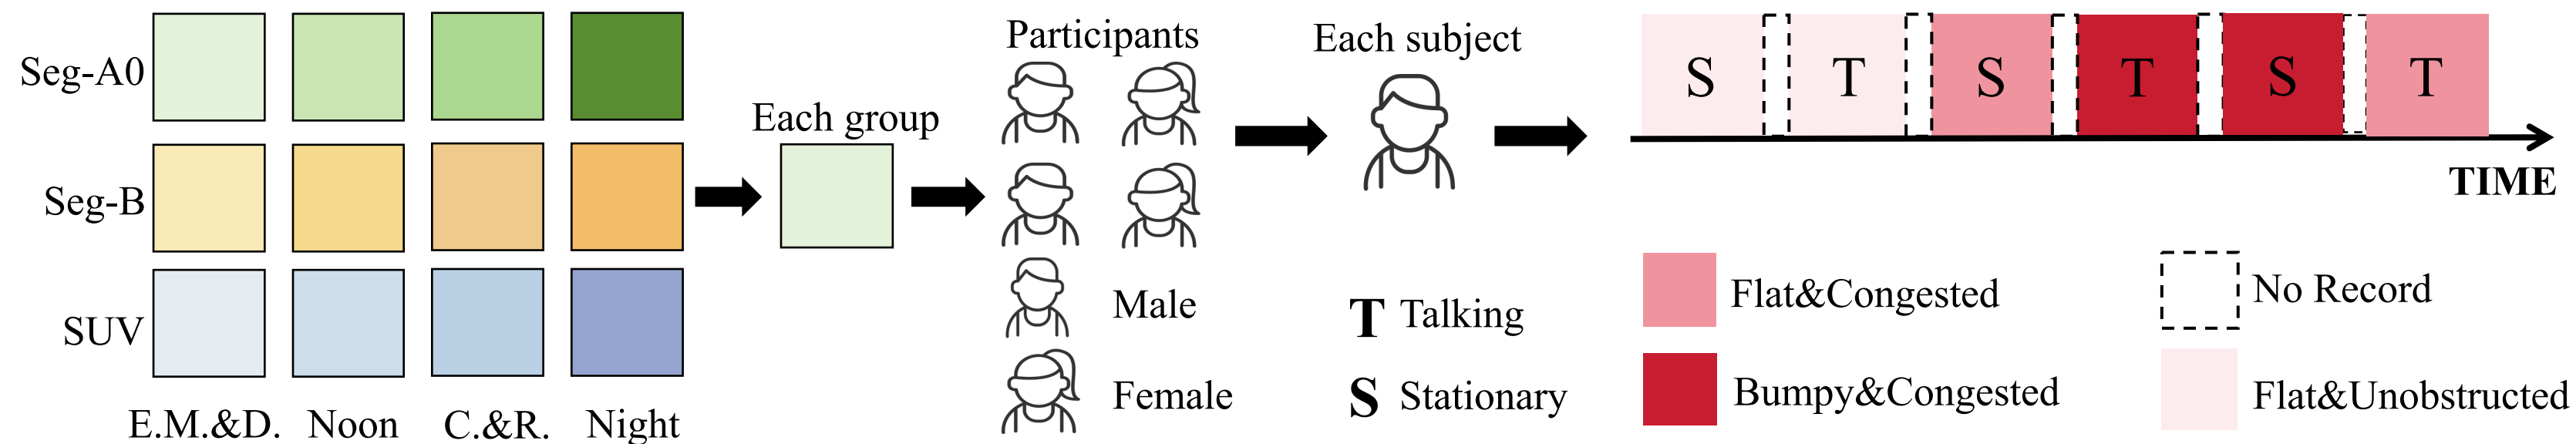 Seg-A0
Seg-B
SUV
E.M.&D. Noon C.&R. Night
Each group
Participants
Male
Female
Each subject
T Talking
S Stationary
S T S T S T
TIME
Flat&Congested
No Record
Bumpy&Congested
Flat&Unobstructed